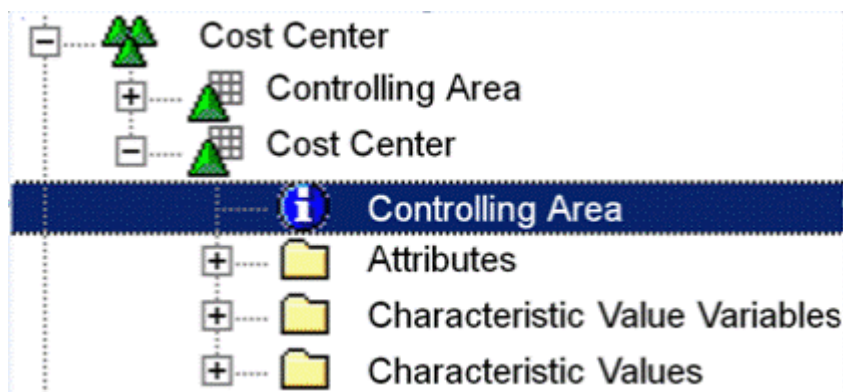 Cost Center
Controlling Area
Cost Center
Controlling Area
Attributes
Characteristic Value Variables
Characteristic Values